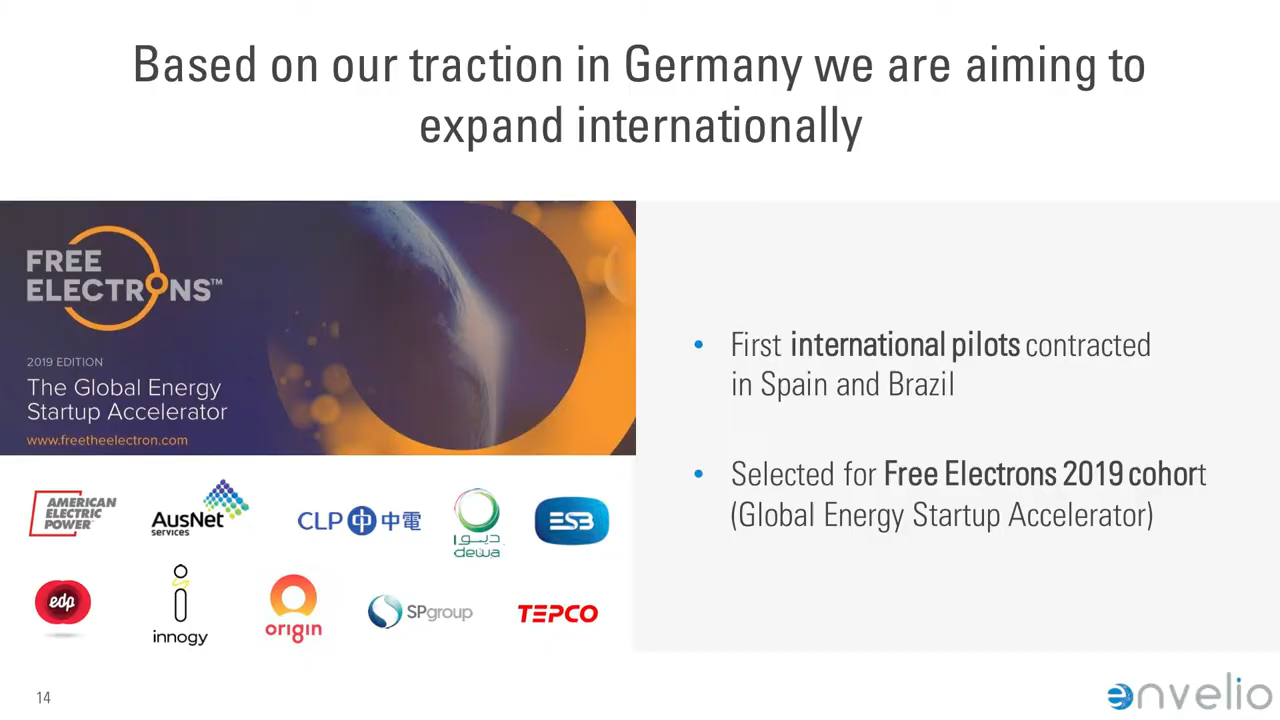 Based on our traction in Germany we are aiming to
expand internationally
FREE
ELECTRONS™
2019 EDITION
The Global Energy
Startup Accelerator
www.freetheelectron.com
• First international pilots contracted
in Spain and Brazil
• Selected for Free Electrons 2019 cohort
(Global Energy Startup Accelerator)
AMERICAN
ELECTRIC
POWER
AusNet
services
CLP 中電
ديوا
dewa
ESB
edp
innogy
origin
SPgroup
TEPCO
14
envelio